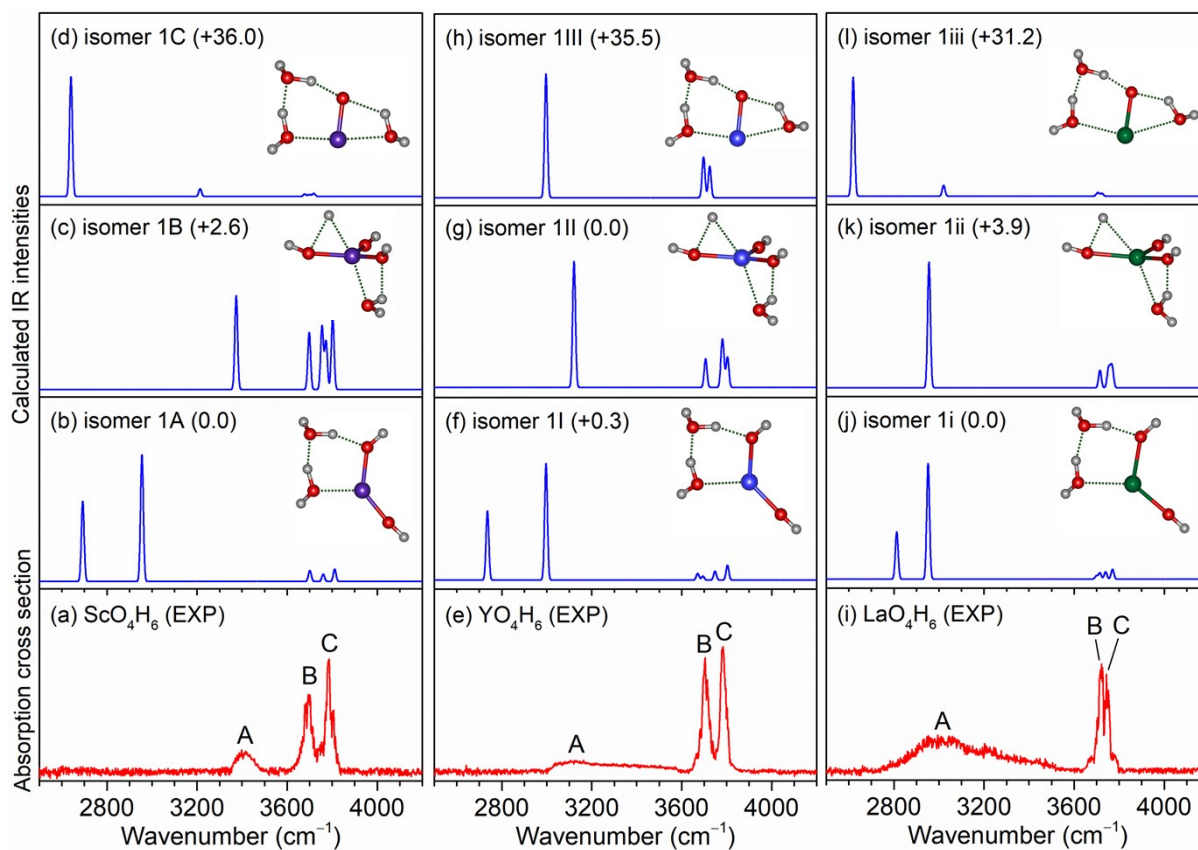 Calculated IR intensities
Absorption cross section
(d) isomer 1C (+36.0)
(c) isomer 1B (+2.6)
(b) isomer 1A (0.0)
(a) ScO₄H₆ (EXP)
A
B
C
2800 3200 3600 4000
Wavenumber (cm⁻¹)
(h) isomer 1III (+35.5)
(g) isomer 1II (0.0)
(f) isomer 1I (+0.3)
(e) YO₄H₆ (EXP)
A
B
C
2800 3200 3600 4000
Wavenumber (cm⁻¹)
(l) isomer 1iii (+31.2)
(k) isomer 1ii (+3.9)
(j) isomer 1i (0.0)
(i) LaO₄H₆ (EXP)
A
B
C
2800 3200 3600 4000
Wavenumber (cm⁻¹)